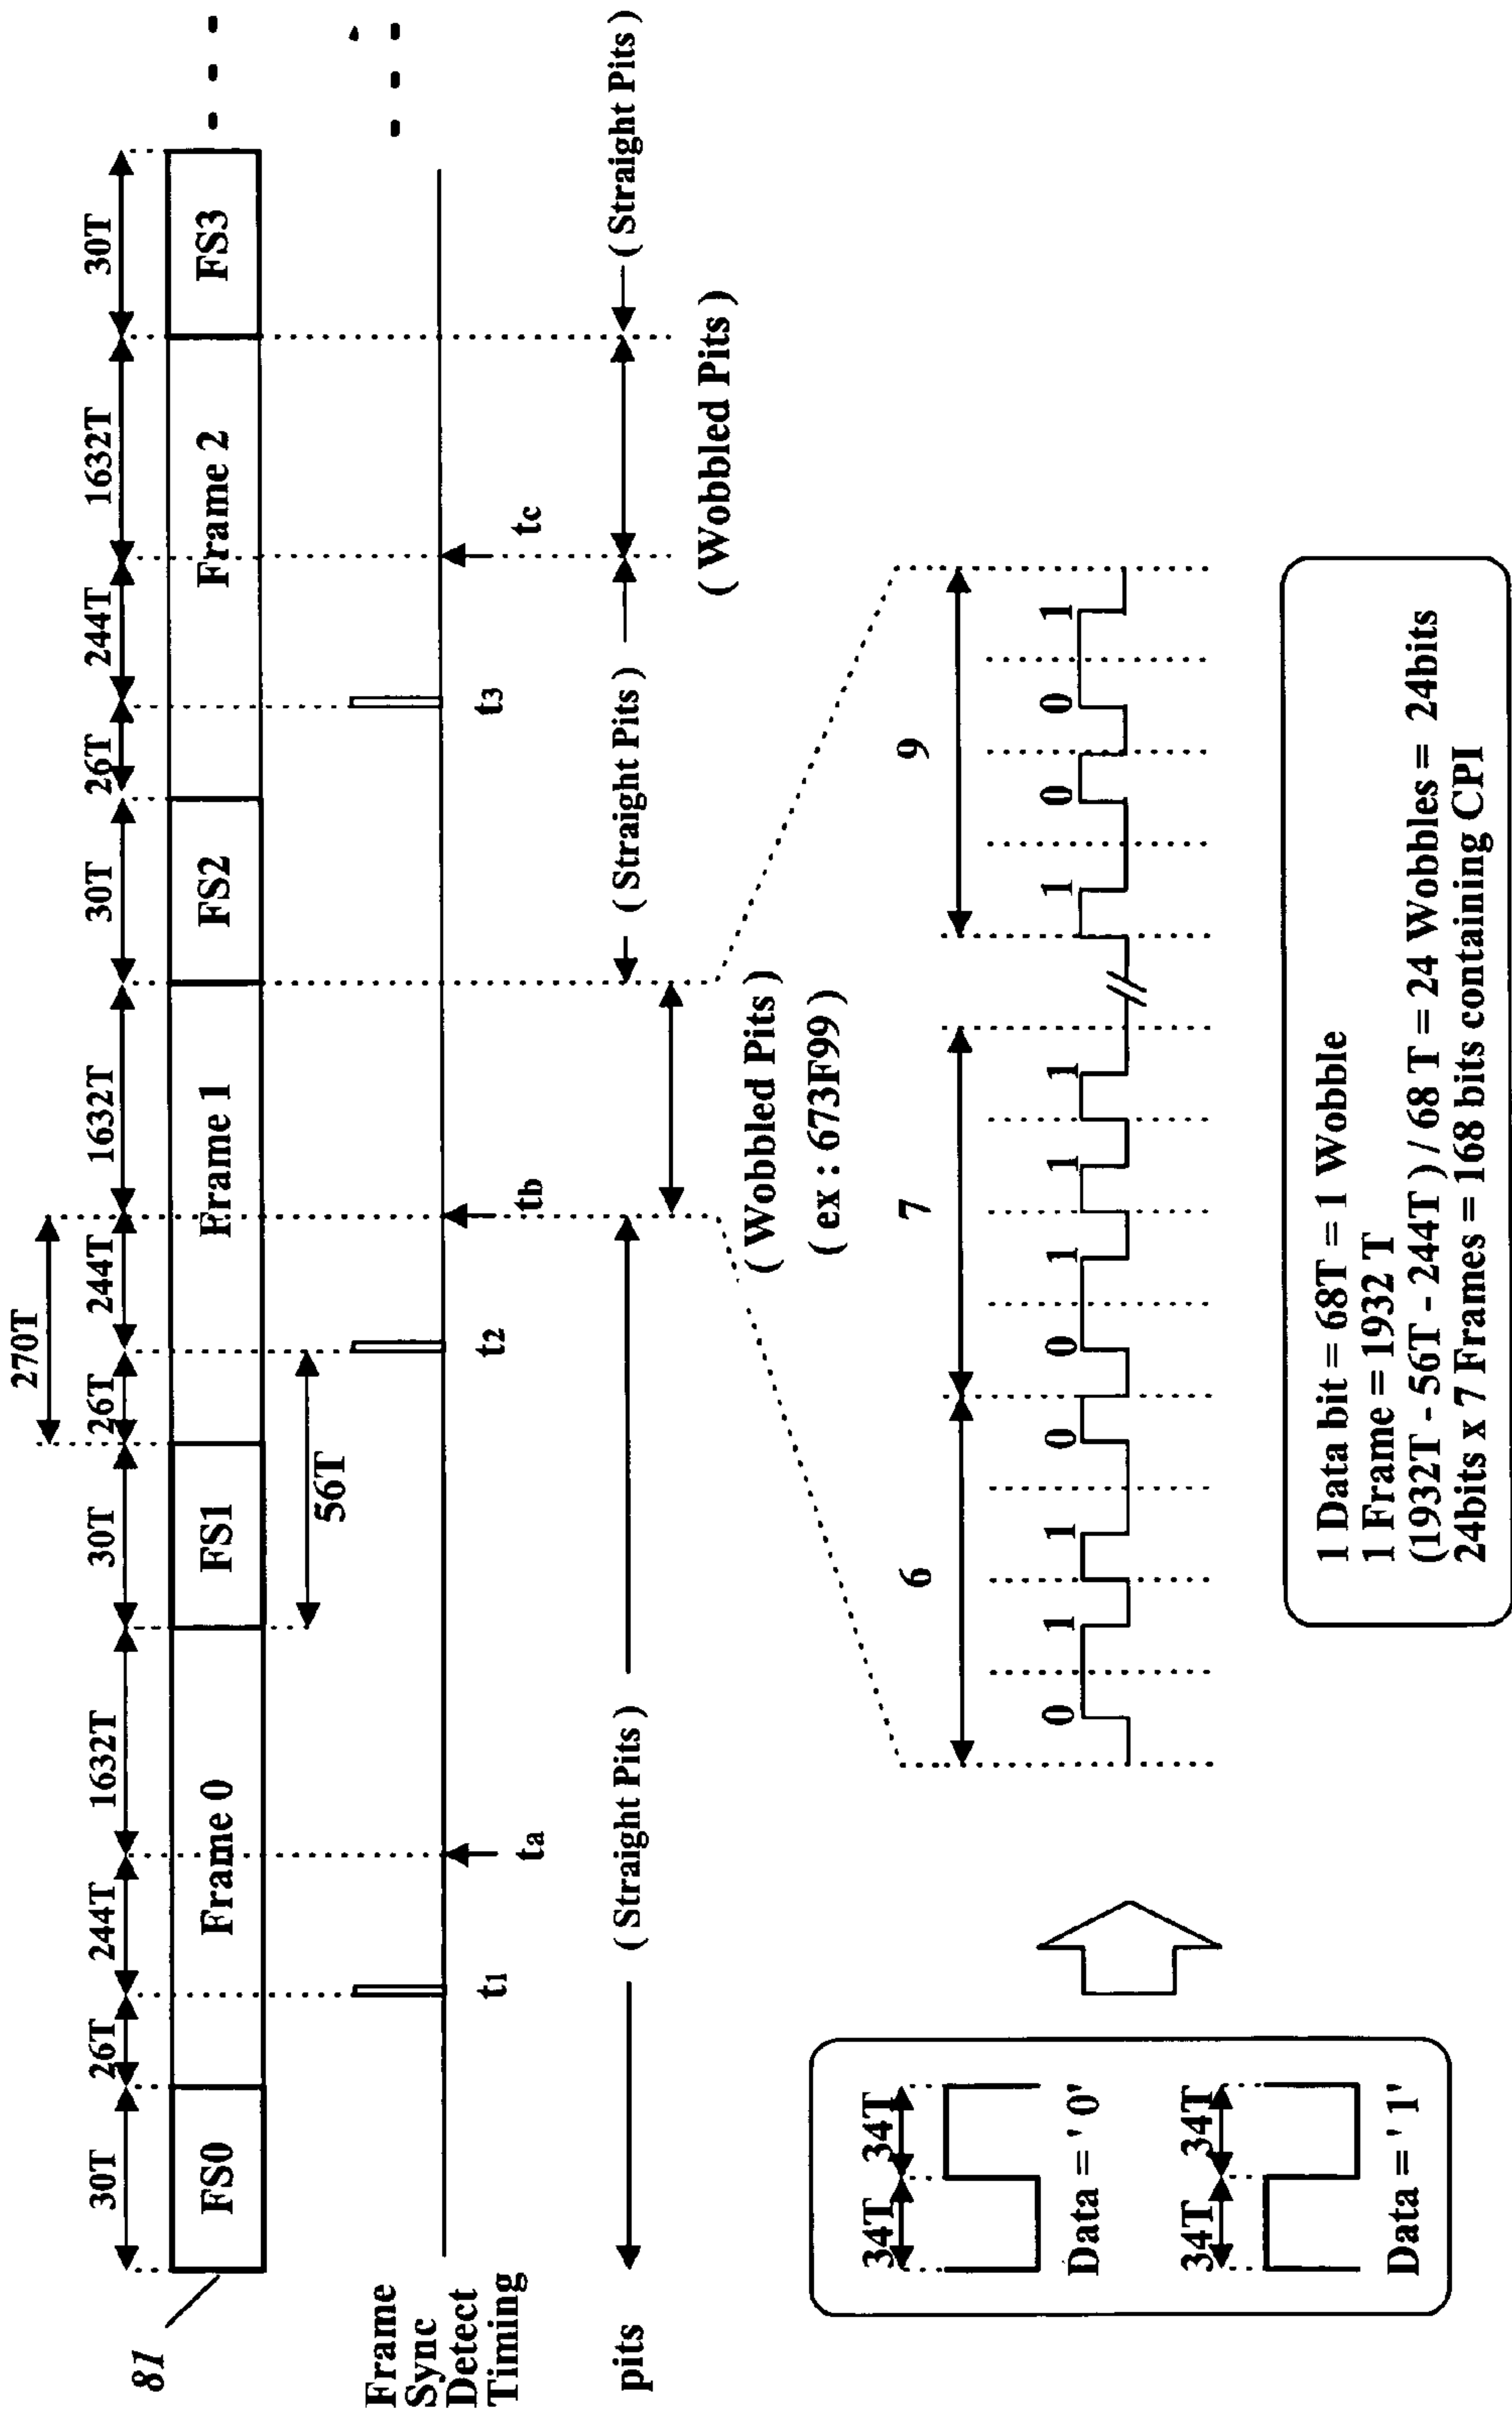 270T
30T 26T 244T 1632T 30T 26T 244T 1632T 30T 26T 244T 1632T 30T
81
FS0 Frame 0 FS1 Frame 1 FS2 Frame 2 FS3
56T
Frame
Sync
Detect
Timing
t1 ta t2 tb t3 tc
pits
( Straight Pits ) ( Straight Pits ) ( Straight Pits )
( Wobbled Pits )
( Wobbled Pits )
( ex : 673F99 )
34T 34T
Data = ' 0'
34T 34T
Data = ' 1'
6 7 9
0 1 1 0 0 1 1 1 1 0 0 1
1 Data bit = 68T = 1 Wobble
1 Frame = 1932 T
(1932T - 56T - 244T ) / 68 T = 24 Wobbles = 24bits
24bits x 7 Frames = 168 bits containing CPI